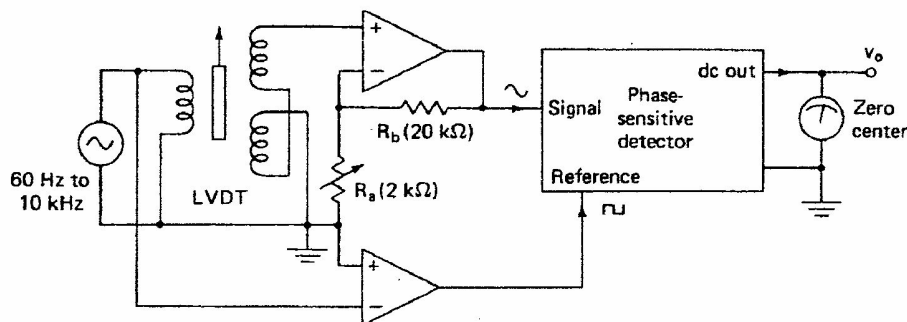 +
−
v₀
dc out
Signal
Phase-
sensitive
detector
Zero
center
R_b (20 kΩ)
Reference
60 Hz to
10 kHz
LVDT
R_a (2 kΩ)
+
−